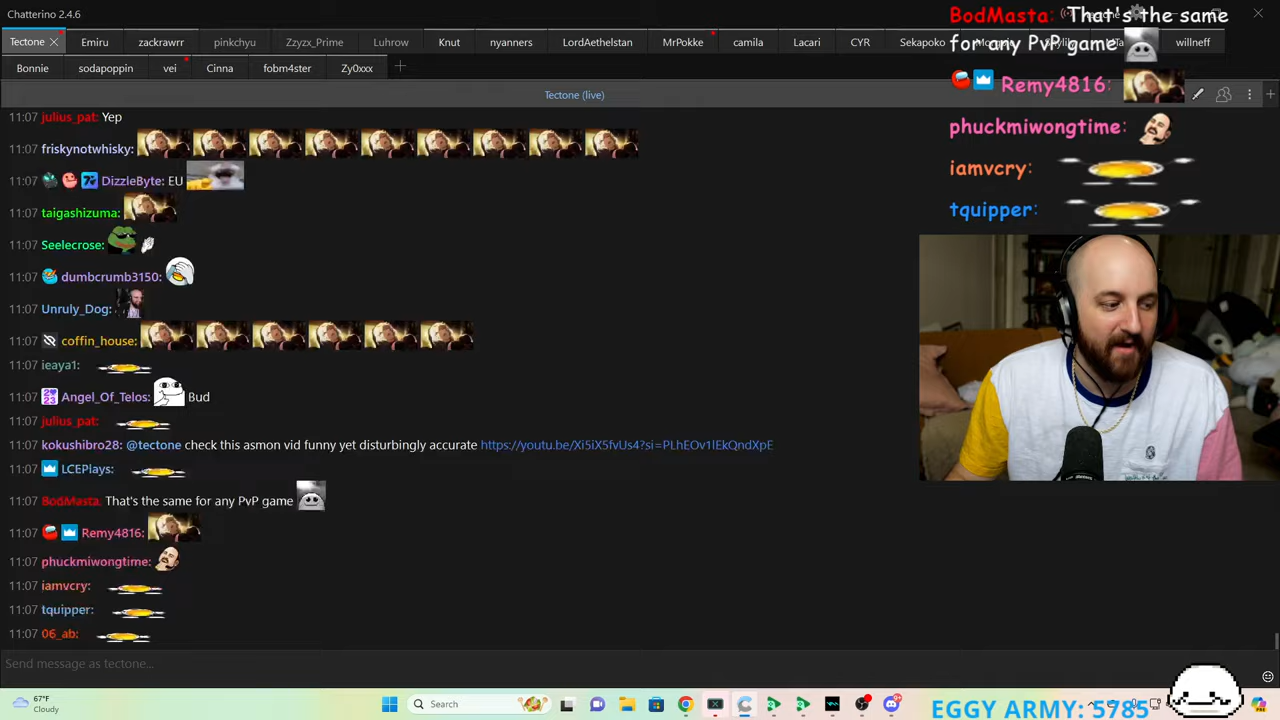 Chatterino 2.4.6
Tectone Emiru zackrawrr pinkchyu Zzyzx_Prime Luhrow Knut nyanners LordAethelstan MrPokke camila Lacari CYR Sekapoko willneff
Bonnie sodapoppin vei Cinna fobm4ster Zy0xxx
Tectone (live)
11:07 julius_pat: Yep
11:07 friskynotwhisky:
11:07 DizzleByte: EU
11:07 taigashizuma:
11:07 Seelecrose:
11:07 dumbcrumb3150:
11:07 Unruly_Dog:
11:07 coffin_house:
11:07 ieaya1:
11:07 Angel_Of_Telos: Bud
11:07 julius_pat:
11:07 kokushibro28: @tectone check this asmon vid funny yet disturbingly accurate https://youtu.be/Xi5iX5fvUs4?si=PLhEOv1lEkQndXpE
11:07 LCEPlays:
11:07 BodMasta: That's the same for any PvP game
11:07 Remy4816:
11:07 phuckmiwongtime:
11:07 iamvcry:
11:07 tquipper:
11:07 06_ab:
Send message as tectone...
BodMasta: That's the same
for any PvP game
Remy4816:
phuckmiwongtime:
iamvcry:
tquipper:
67°F
Cloudy
Search
EGGY ARMY: 5785